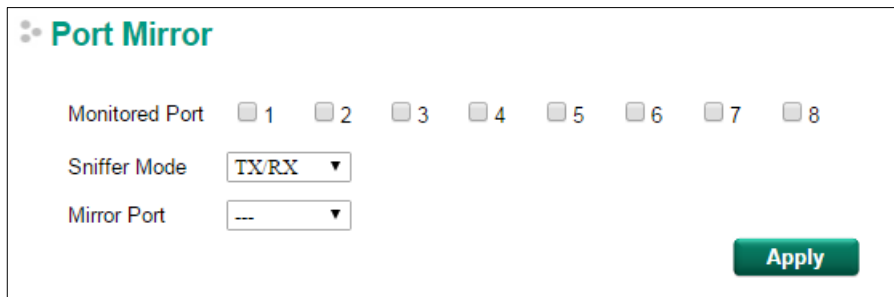 Port Mirror
Monitored Port 1 2 3 4 5 6 7 8
Sniffer Mode TX/RX
Mirror Port ---
Apply